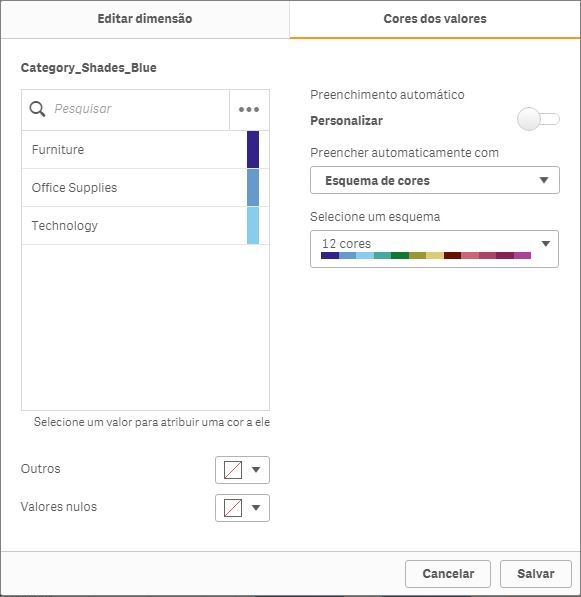 Editar dimensão
Cores dos valores
Category_Shades_Blue
Pesquisar
Furniture
Office Supplies
Technology
Selecione um valor para atribuir uma cor a ele
Outros
Valores nulos
Preenchimento automático
Personalizar
Preencher automaticamente com
Esquema de cores
Selecione um esquema
12 cores
Cancelar
Salvar